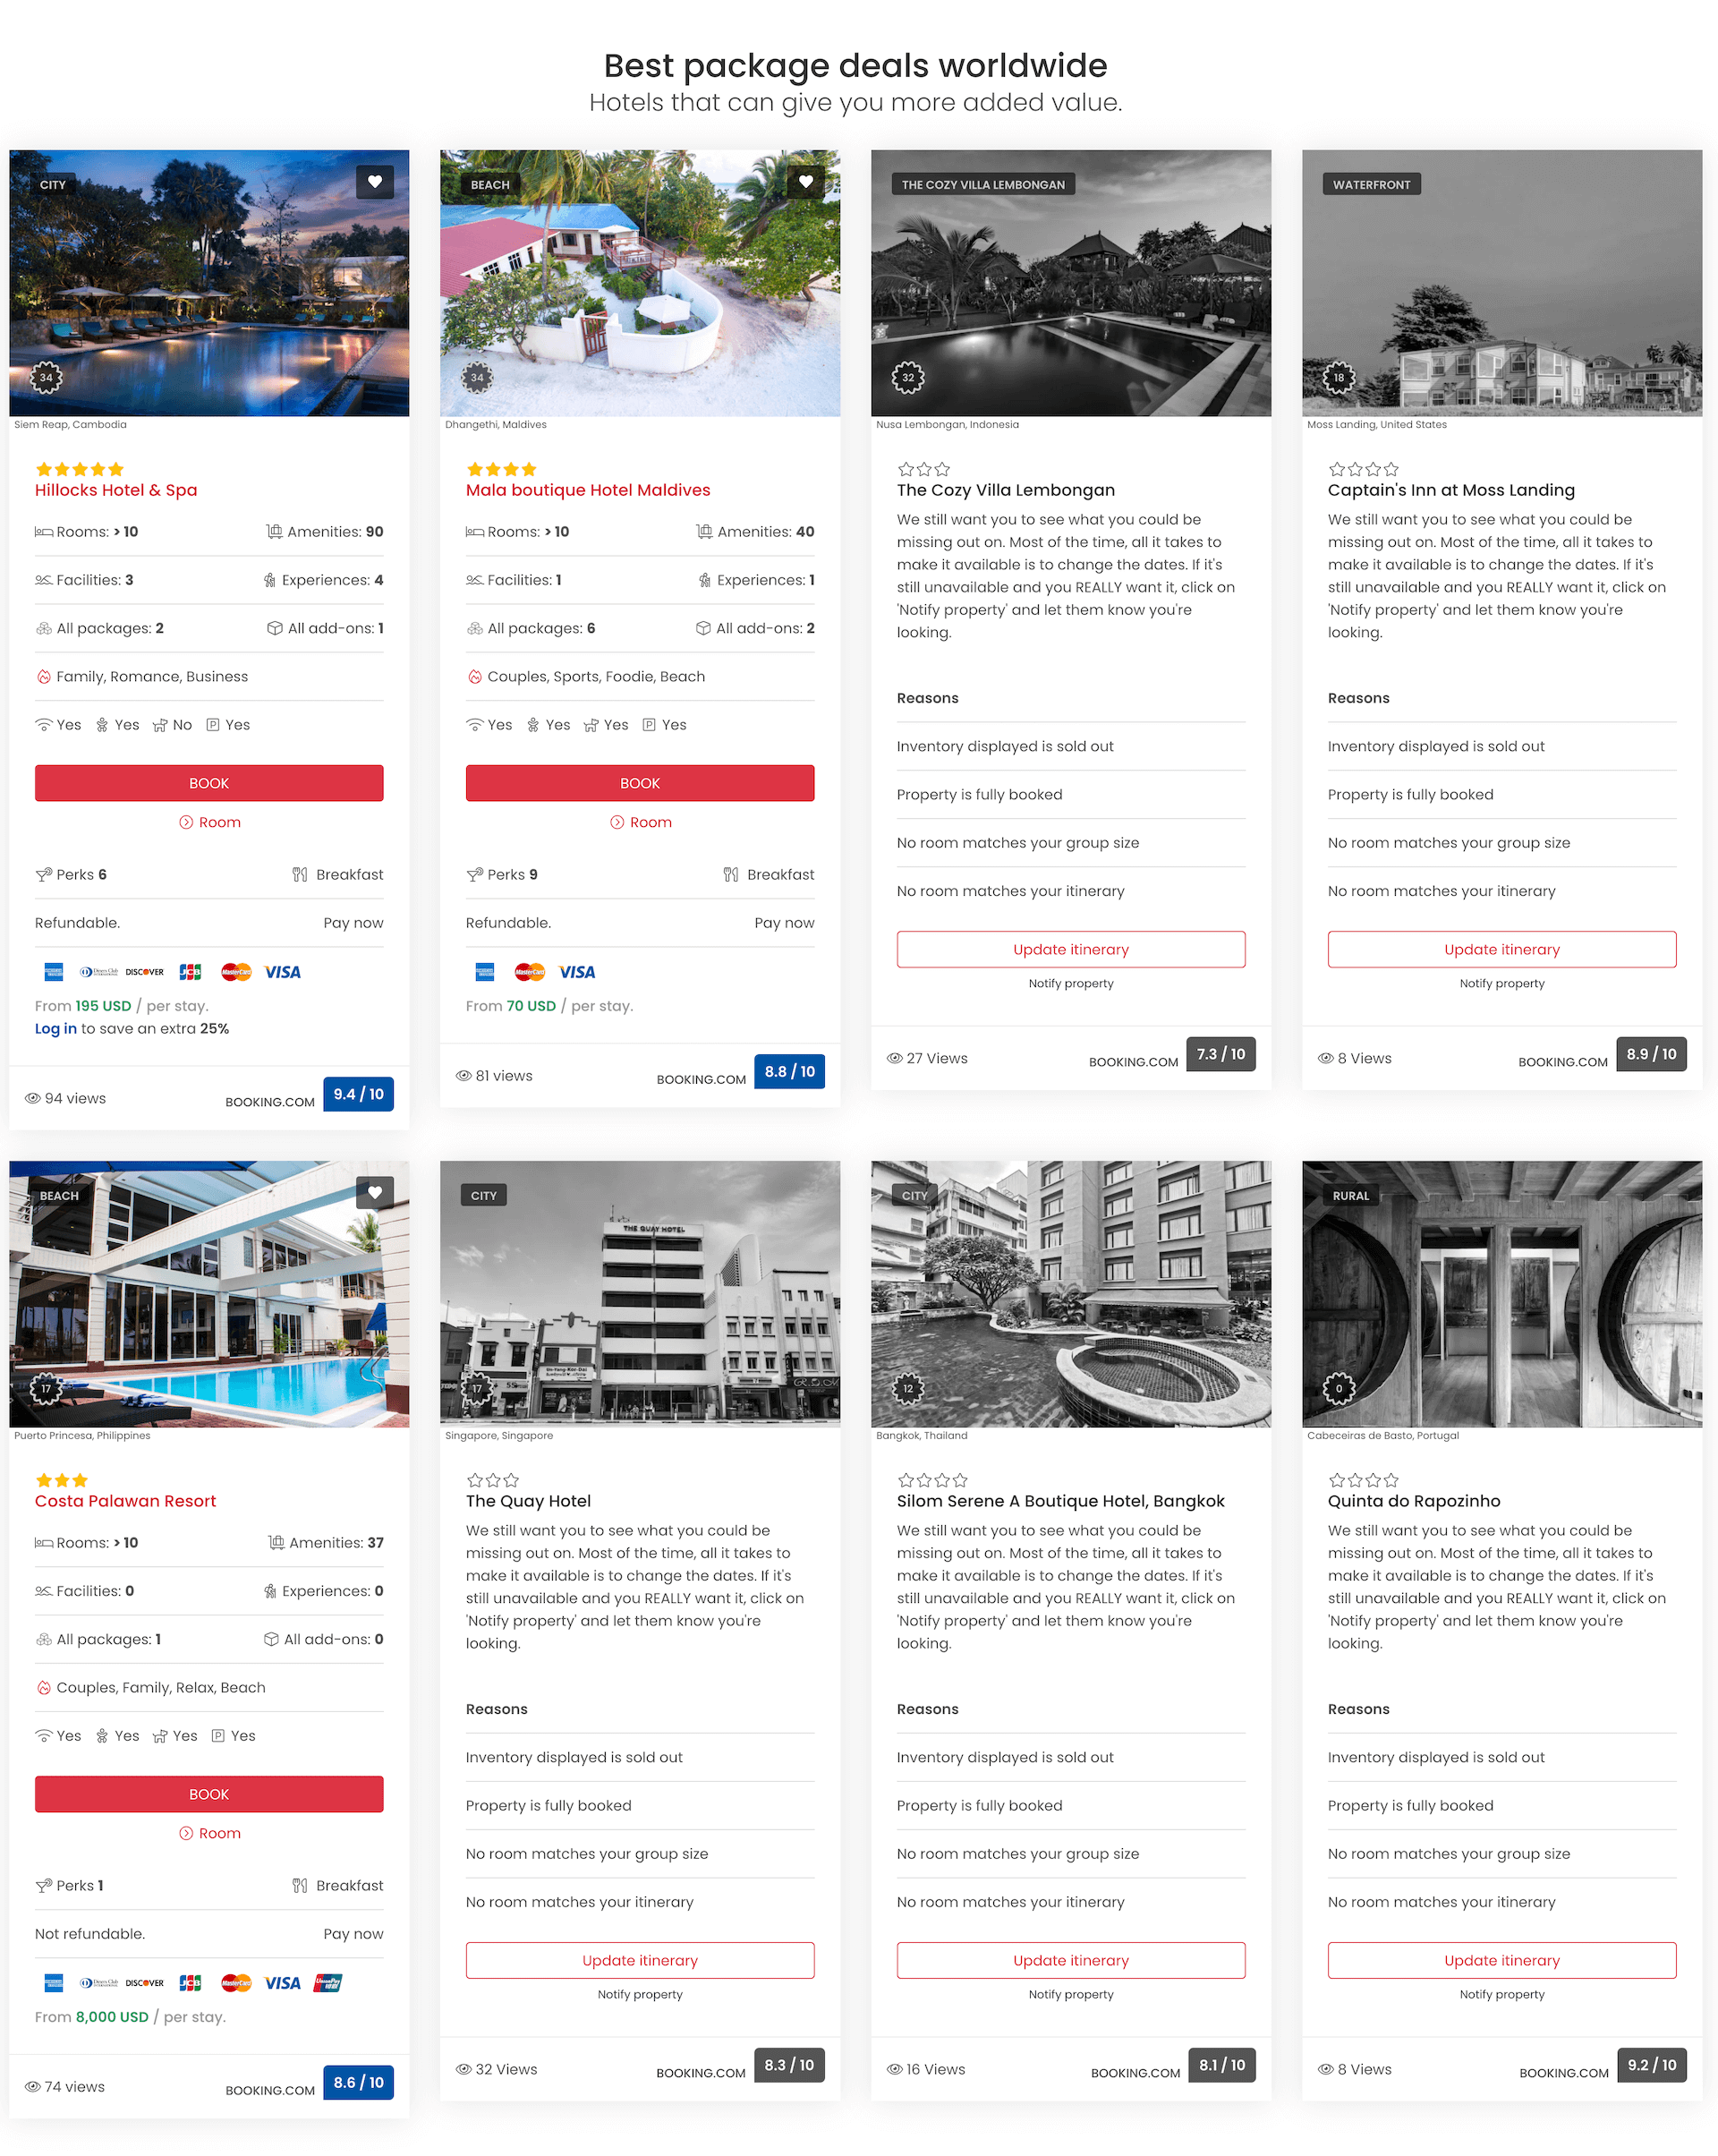 Best package deals worldwide
Hotels that can give you more added value.
CITY
34
Siem Reap, Cambodia
Hillocks Hotel & Spa
Rooms: > 10 Amenities: 90
Facilities: 3 Experiences: 4
All packages: 2 All add-ons: 1
Family, Romance, Business
Yes Yes No Yes
BOOK
Room
Perks 6 Breakfast
Refundable. Pay now
DISCOVER JCB MasterCard VISA
From 195 USD / per stay.
Log in to save an extra 25%
94 views BOOKING.COM 9.4 / 10
BEACH
34
Dhangethi, Maldives
Mala boutique Hotel Maldives
Rooms: > 10 Amenities: 40
Facilities: 1 Experiences: 1
All packages: 6 All add-ons: 2
Couples, Sports, Foodie, Beach
Yes Yes Yes Yes
BOOK
Room
Perks 9 Breakfast
Refundable. Pay now
MasterCard VISA
From 70 USD / per stay.
81 views BOOKING.COM 8.8 / 10
THE COZY VILLA LEMBONGAN
32
Nusa Lembongan, Indonesia
The Cozy Villa Lembongan
We still want you to see what you could be
missing out on. Most of the time, all it takes to
make it available is to change the dates. If it's
still unavailable and you REALLY want it, click on
'Notify property' and let them know you're
looking.
Reasons
Inventory displayed is sold out
Property is fully booked
No room matches your group size
No room matches your itinerary
Update itinerary
Notify property
27 Views BOOKING.COM 7.3 / 10
WATERFRONT
18
Moss Landing, United States
Captain's Inn at Moss Landing
We still want you to see what you could be
missing out on. Most of the time, all it takes to
make it available is to change the dates. If it's
still unavailable and you REALLY want it, click on
'Notify property' and let them know you're
looking.
Reasons
Inventory displayed is sold out
Property is fully booked
No room matches your group size
No room matches your itinerary
Update itinerary
Notify property
8 Views BOOKING.COM 8.9 / 10
BEACH
17
Puerto Princesa, Philippines
Costa Palawan Resort
Rooms: > 10 Amenities: 37
Facilities: 0 Experiences: 0
All packages: 1 All add-ons: 0
Couples, Family, Relax, Beach
Yes Yes Yes Yes
BOOK
Room
Perks 1 Breakfast
Not refundable. Pay now
DISCOVER JCB MasterCard VISA UnionPay
From 8,000 USD / per stay.
74 views BOOKING.COM 8.6 / 10
CITY
THE QUAY HOTEL
17
Singapore, Singapore
The Quay Hotel
We still want you to see what you could be
missing out on. Most of the time, all it takes to
make it available is to change the dates. If it's
still unavailable and you REALLY want it, click on
'Notify property' and let them know you're
looking.
Reasons
Inventory displayed is sold out
Property is fully booked
No room matches your group size
No room matches your itinerary
Update itinerary
Notify property
32 Views BOOKING.COM 8.3 / 10
CITY
12
Bangkok, Thailand
Silom Serene A Boutique Hotel, Bangkok
We still want you to see what you could be
missing out on. Most of the time, all it takes to
make it available is to change the dates. If it's
still unavailable and you REALLY want it, click on
'Notify property' and let them know you're
looking.
Reasons
Inventory displayed is sold out
Property is fully booked
No room matches your group size
No room matches your itinerary
Update itinerary
Notify property
16 Views BOOKING.COM 8.1 / 10
RURAL
0
Cabeceiras de Basto, Portugal
Quinta do Rapozinho
We still want you to see what you could be
missing out on. Most of the time, all it takes to
make it available is to change the dates. If it's
still unavailable and you REALLY want it, click on
'Notify property' and let them know you're
looking.
Reasons
Inventory displayed is sold out
Property is fully booked
No room matches your group size
No room matches your itinerary
Update itinerary
Notify property
8 Views BOOKING.COM 9.2 / 10